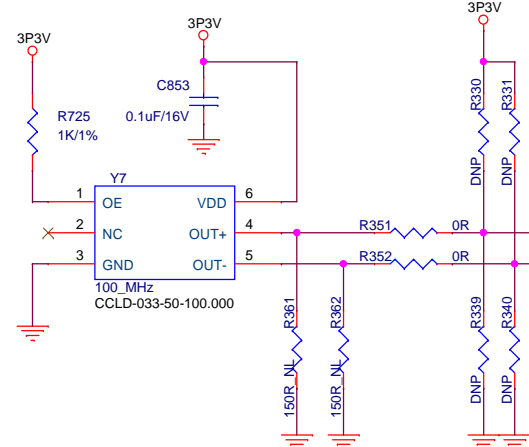 3P3V
3P3V
3P3V
C853
0.1uF/16V
R725
1K/1%
R330
R331
DNP
DNP
Y7
1 OE VDD 6
2 NC OUT+ 4
3 GND OUT- 5
100_MHz
CCLD-033-50-100.000
R351 0R
R352 0R
R361
R362
150R_NL
150R_NL
R339
R340
DNP
DNP